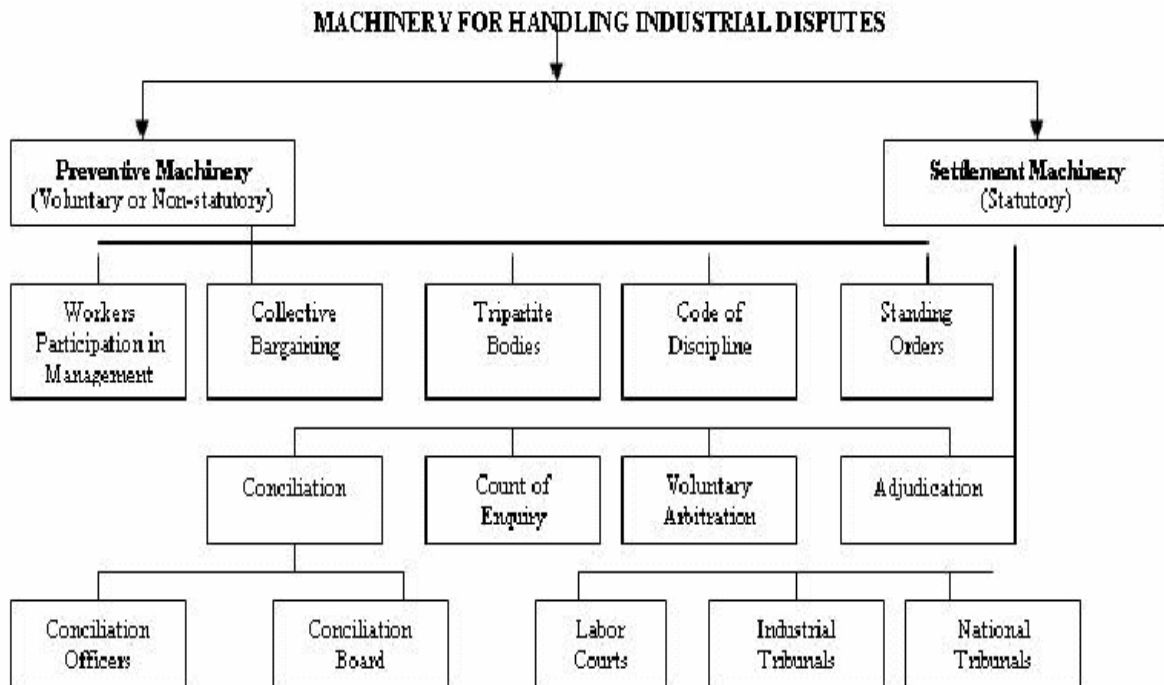 MACHINERY FOR HANDLING INDUSTRIAL DISPUTES
Preventive Machinery
(Voluntary or Non-statutory)
Settlement Machinery
(Statutory)
Workers
Participation in
Management
Collective
Bargaining
Tripartite
Bodies
Code of
Discipline
Standing
Orders
Conciliation
Count of
Enquiry
Voluntary
Arbitration
Adjudication
Conciliation
Officers
Conciliation
Board
Labor
Courts
Industrial
Tribunals
National
Tribunals